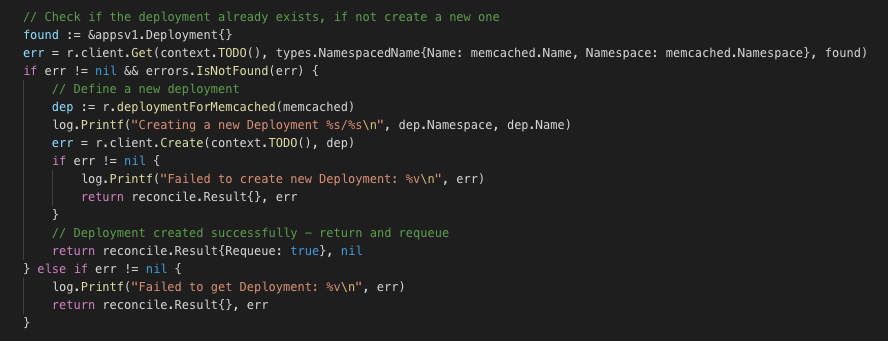 // Check if the deployment already exists, if not create a new one
found := &appsv1.Deployment{}
err = r.client.Get(context.TODO(), types.NamespacedName{Name: memcached.Name, Namespace: memcached.Namespace}, found)
if err != nil && errors.IsNotFound(err) {
    // Define a new deployment
    dep := r.deploymentForMemcached(memcached)
    log.Printf("Creating a new Deployment %s/%s\n", dep.Namespace, dep.Name)
    err = r.client.Create(context.TODO(), dep)
    if err != nil {
        log.Printf("Failed to create new Deployment: %v\n", err)
        return reconcile.Result{}, err
    }
    // Deployment created successfully – return and requeue
    return reconcile.Result{Requeue: true}, nil
} else if err != nil {
    log.Printf("Failed to get Deployment: %v\n", err)
    return reconcile.Result{}, err
}